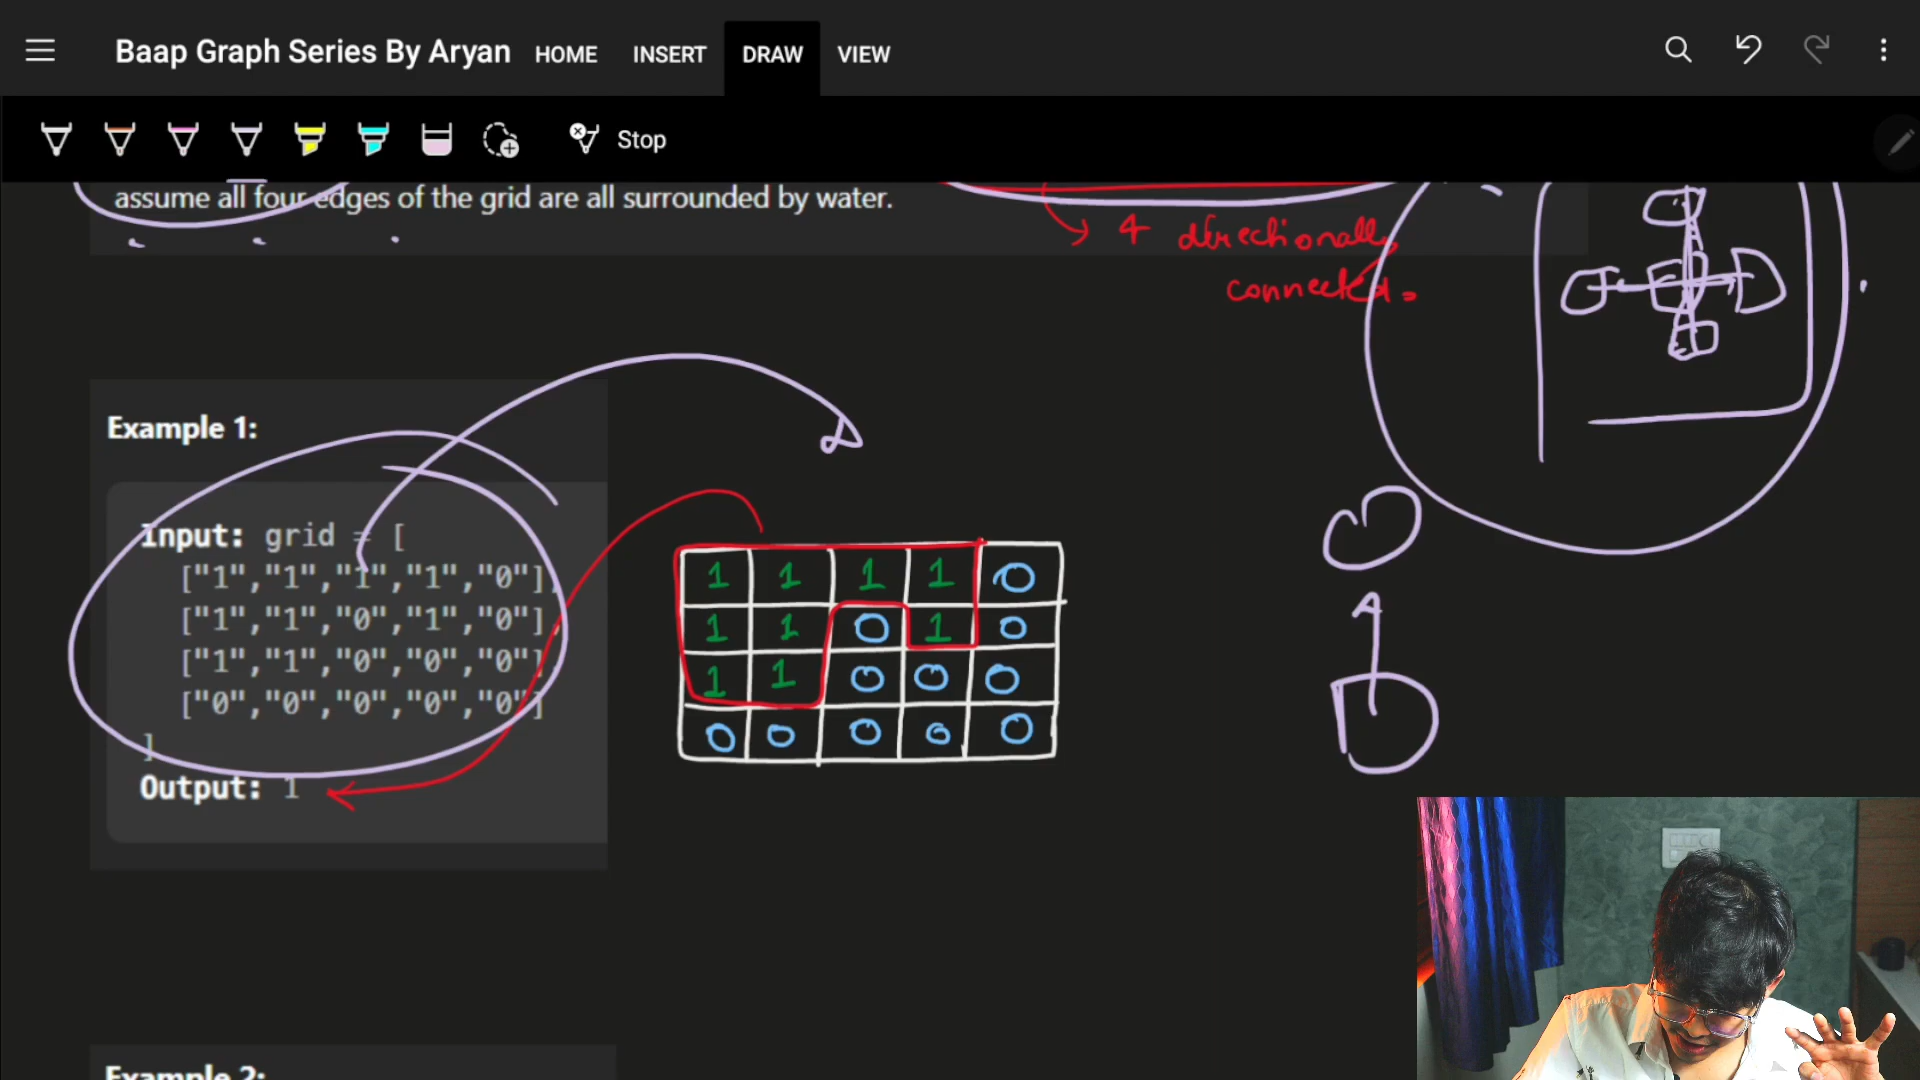 Baap Graph Series By Aryan HOME INSERT DRAW VIEW
Stop
assume all four edges of the grid are all surrounded by water.
4 directionally
connected.
Example 1:
Input: grid = [
["1","1","1","1","0"],
["1","1","0","1","0"],
["1","1","0","0","0"],
["0","0","0","0","0"]
]
Output: 1
1 1 1 1 0
1 1 0 1 0
1 1 0 0 0
0 0 0 0 0
Example 2: